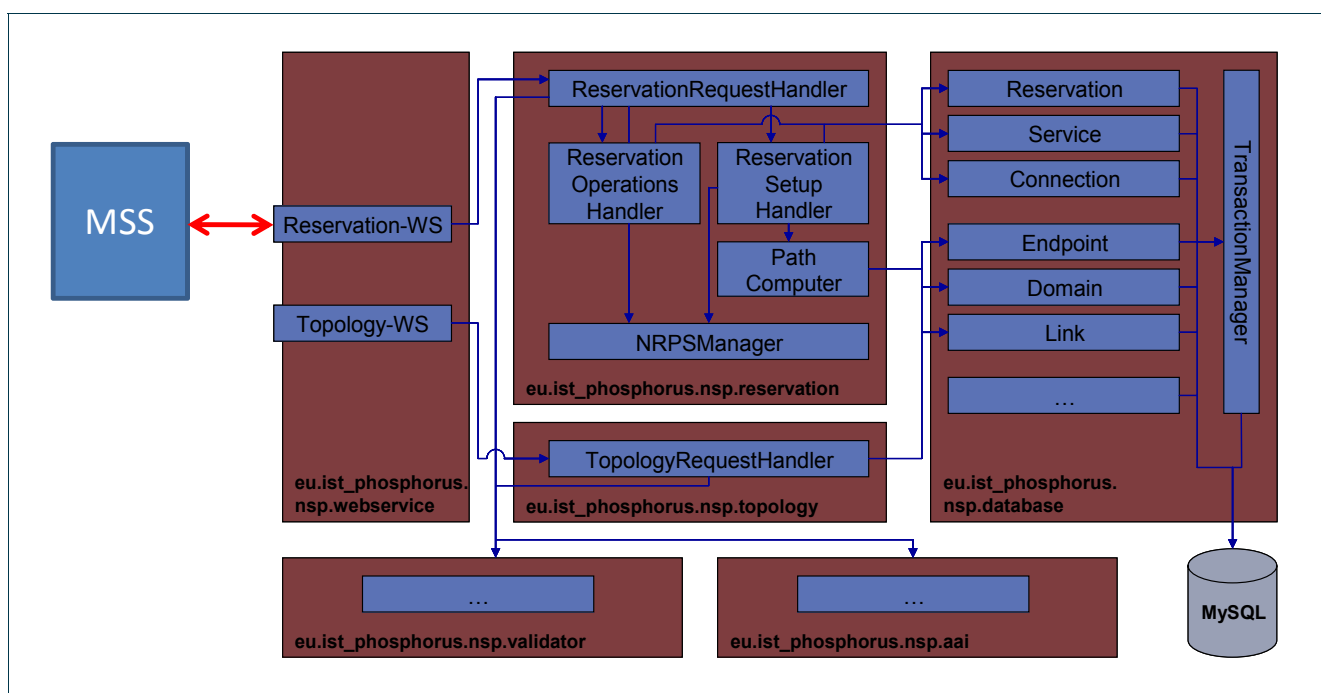 MSS
Reservation-WS
Topology-WS
eu.ist_phosphorus.
nsp.webservice
ReservationRequestHandler
Reservation
Operations
Handler
Reservation
Setup
Handler
Path
Computer
NRPSManager
eu.ist_phosphorus.nsp.reservation
TopologyRequestHandler
eu.ist_phosphorus.nsp.topology
Reservation
Service
Connection
Endpoint
Domain
Link
...
TransactionManager
eu.ist_phosphorus.
nsp.database
...
eu.ist_phosphorus.nsp.validator
...
eu.ist_phosphorus.nsp.aai
MySQL